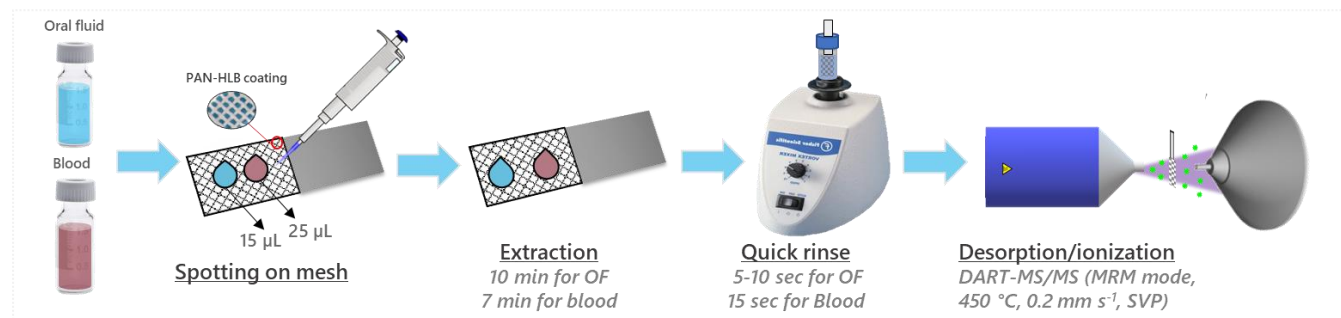 Oral fluid
Blood
PAN-HLB coating
15 µL
25 µL
Spotting on mesh
Extraction
10 min for OF
7 min for blood
Quick rinse
5-10 sec for OF
15 sec for Blood
Desorption/ionization
DART-MS/MS (MRM mode,
450 °C, 0.2 mm s-1, SVP)